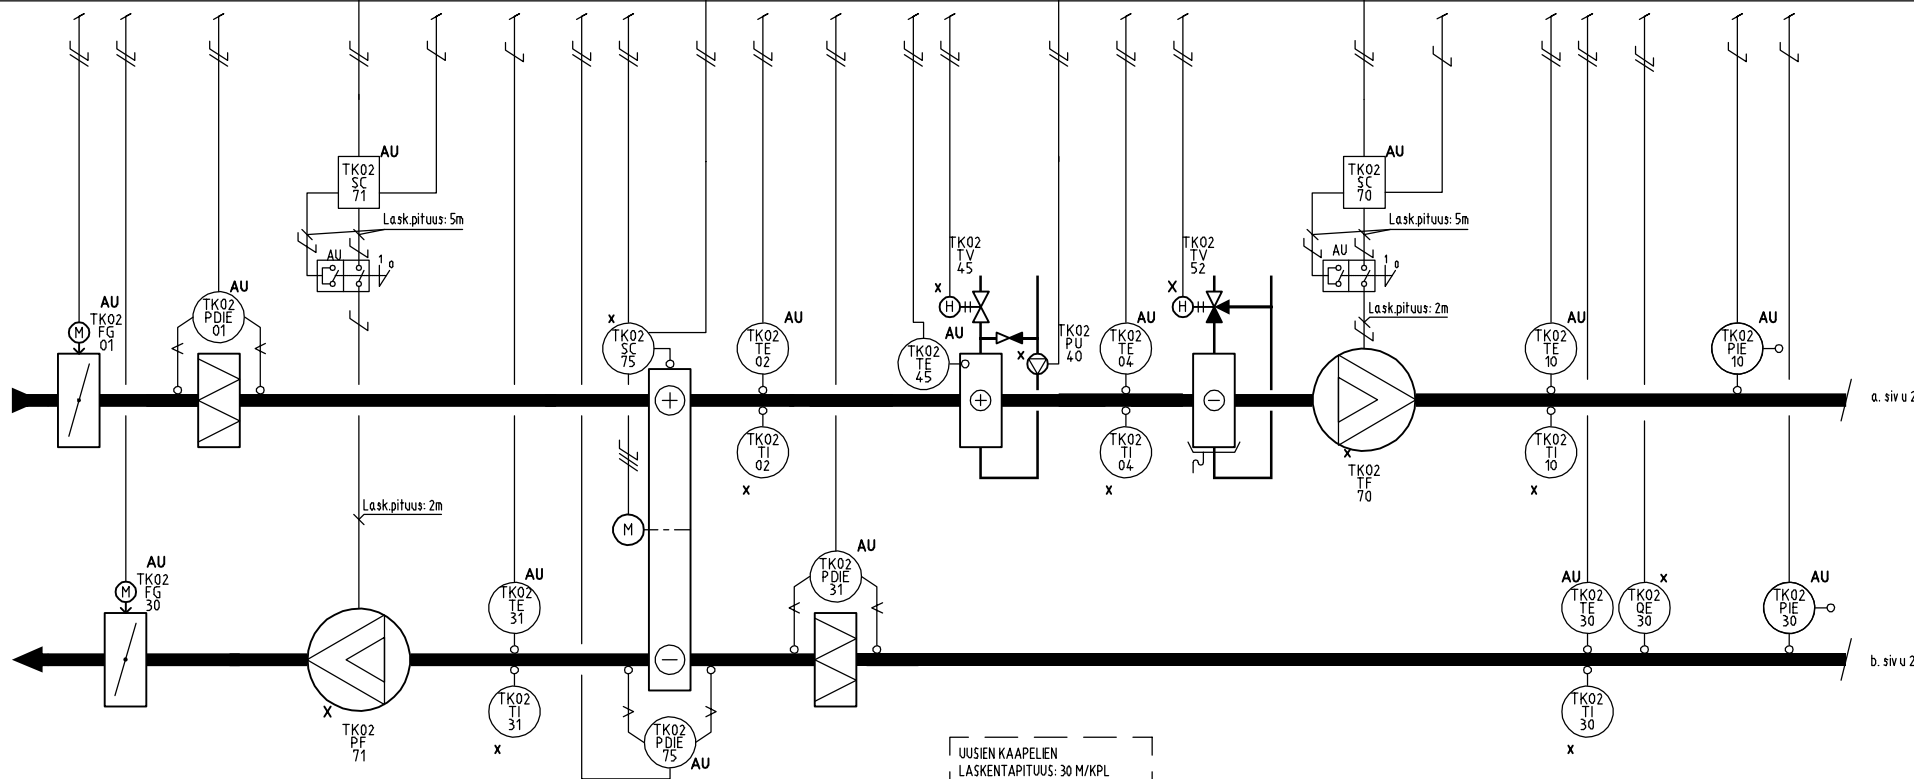 AU
TK02
SC
71
Lask.pituus: 5m
AU
1
0
AU
TK02
SC
70
Lask.pituus: 5m
AU
1
0
Lask.pituus: 2m
TK02
TV
45
x
H
TK02
TV
52
X
H
AU
TK02
FG
01
M
AU
TK02
PDIE
01
x
TK02
SC
75
AU
TK02
TE
02
AU
TK02
TE
45
x
TK02
PU
40
AU
TK02
TE
04
AU
TK02
TE
10
AU
TK02
PIE
10
+
+
−
a. sivu 2
TK02
TI
02
x
TK02
TI
04
x
x
TK02
TF
70
TK02
TI
10
x
Lask.pituus: 2m
M
AU
TK02
FG
30
M
AU
TK02
TE
31
AU
TK02
PDIE
31
AU
TK02
TE
30
x
TK02
QE
30
AU
TK02
PIE
30
−
b. sivu 2
X
TK02
PF
71
TK02
TI
31
x
TK02
PDIE
75
AU
TK02
TI
30
x
UUSIEN KAAPELIEN
LASKENTAPITUUS: 30 M/KPL